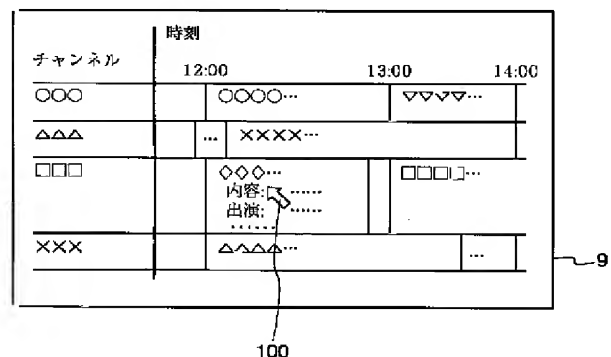 時刻
チャンネル
12:00 13:00 14:00
○○○ ○○○○… ▽▽▽▽…
△△△ … ××××…
□□□ ◇◇◇… □□□□…
内容: ……
出演: ……
……
××× △△△△… …
9
100